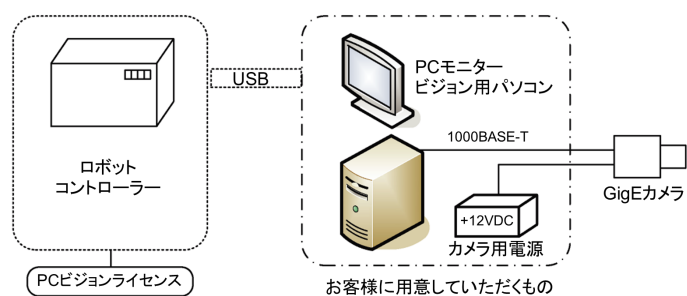 ロボット
コントローラー
PCビジョンライセンス
USB
PCモニター
ビジョン用パソコン
1000BASE-T
+12VDC
カメラ用電源
GigEカメラ
お客様に用意していただくもの